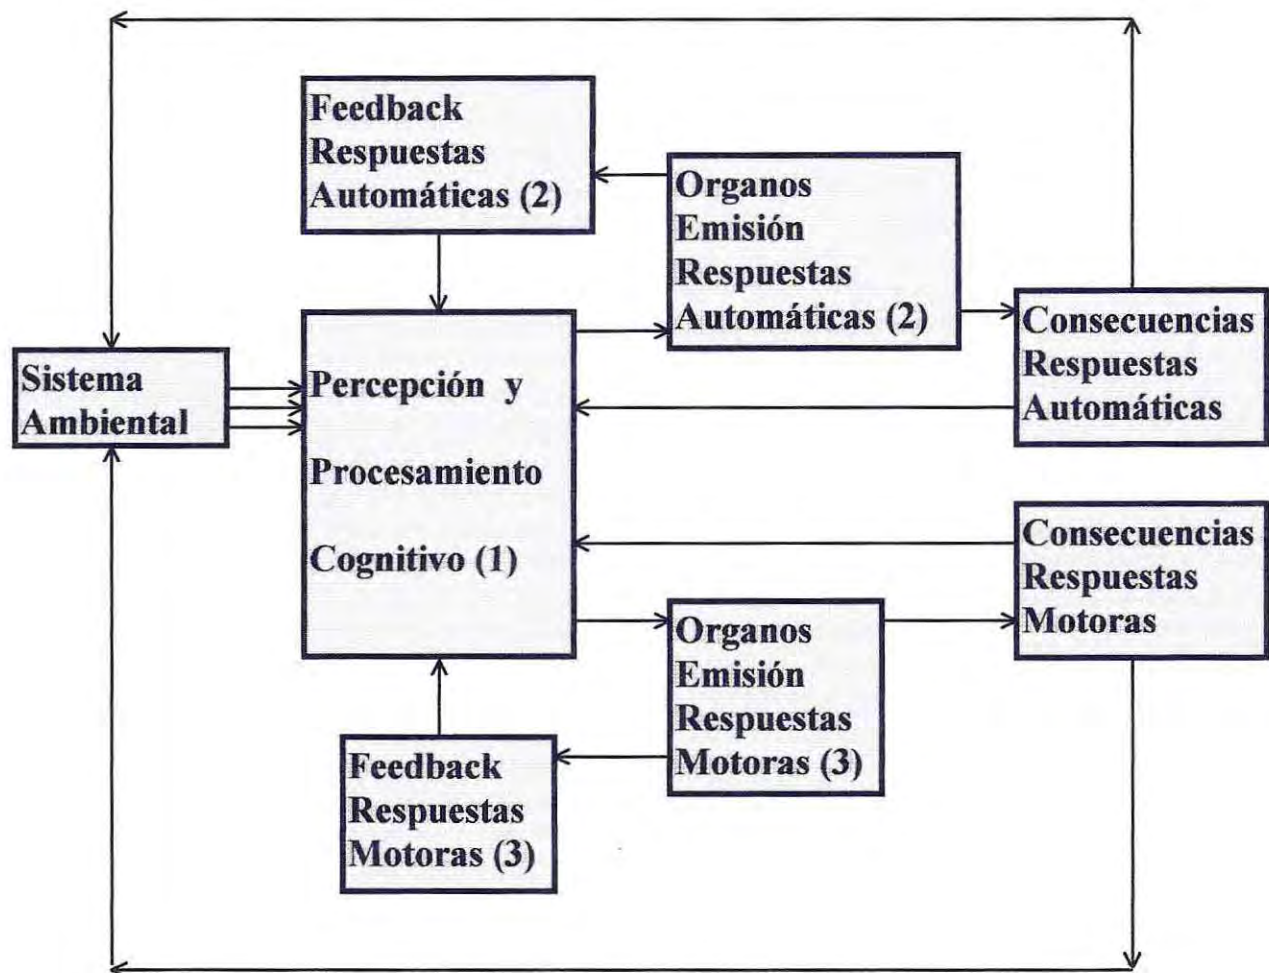 Feedback
Respuestas
Automáticas (2)
Organos
Emisión
Respuestas
Automáticas (2)
Consecuencias
Respuestas
Automáticas
Sistema
Ambiental
Percepción y
Procesamiento
Cognitivo (1)
Consecuencias
Respuestas
Motoras
Organos
Emisión
Respuestas
Motoras (3)
Feedback
Respuestas
Motoras (3)